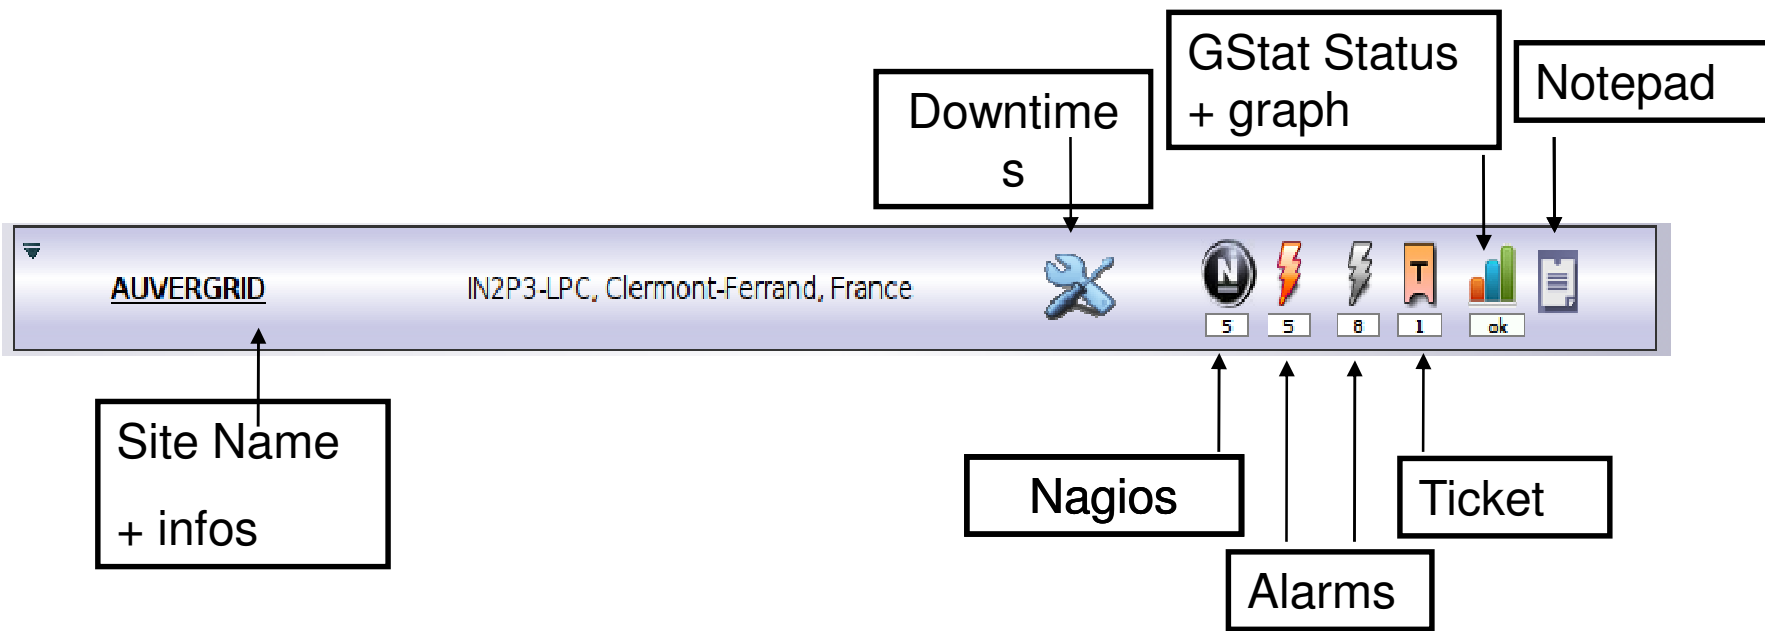 GStat Status
+ graph
Notepad
Downtime
s
AUVERGRID
IN2P3-LPC, Clermont-Ferrand, France
N
T
5
5
8
1
ok
Site Name
+ infos
Nagios
Ticket
Alarms